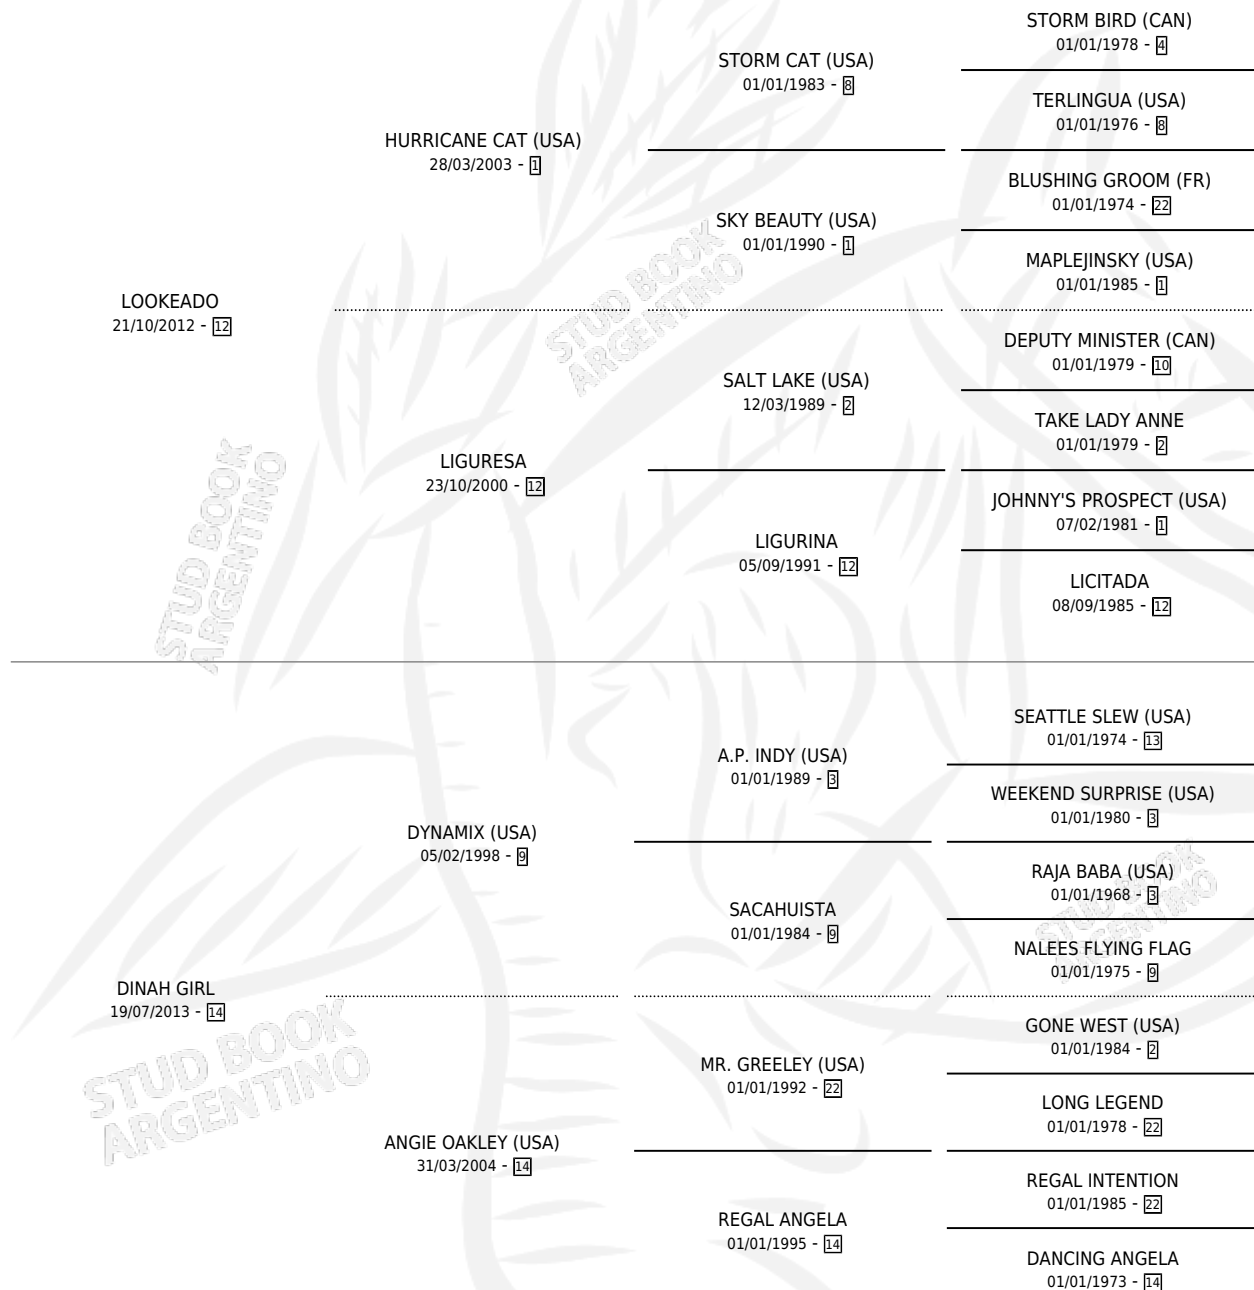 STORM BIRD (CAN)
01/01/1978 - 4
STORM CAT (USA)
01/01/1983 - 8
TERLINGUA (USA)
01/01/1976 - 8
HURRICANE CAT (USA)
28/03/2003 - 1
BLUSHING GROOM (FR)
01/01/1974 - 22
SKY BEAUTY (USA)
01/01/1990 - 1
MAPLEJINSKY (USA)
01/01/1985 - 1
LOOKEADO
21/10/2012 - 12
STUD BOOK
ARGENTINO
DEPUTY MINISTER (CAN)
01/01/1979 - 10
SALT LAKE (USA)
12/03/1989 - 2
TAKE LADY ANNE
01/01/1979 - 2
LIGURESA
23/10/2000 - 12
JOHNNY'S PROSPECT (USA)
07/02/1981 - 1
LIGURINA
05/09/1991 - 12
LICITADA
08/09/1985 - 12
STUD BOOK
ARGENTINO
SEATTLE SLEW (USA)
01/01/1974 - 13
A.P. INDY (USA)
01/01/1989 - 3
WEEKEND SURPRISE (USA)
01/01/1980 - 3
DYNAMIX (USA)
05/02/1998 - 9
RAJA BABA (USA)
01/01/1968 - 3
SACAHUISTA
01/01/1984 - 9
NALEES FLYING FLAG
01/01/1975 - 9
STUD BOOK
ARGENTINO
DINAH GIRL
19/07/2013 - 14
GONE WEST (USA)
01/01/1984 - 2
MR. GREELEY (USA)
01/01/1992 - 22
LONG LEGEND
01/01/1978 - 22
STUD BOOK
ARGENTINO
ANGIE OAKLEY (USA)
31/03/2004 - 14
REGAL INTENTION
01/01/1985 - 22
REGAL ANGELA
01/01/1995 - 14
DANCING ANGELA
01/01/1973 - 14